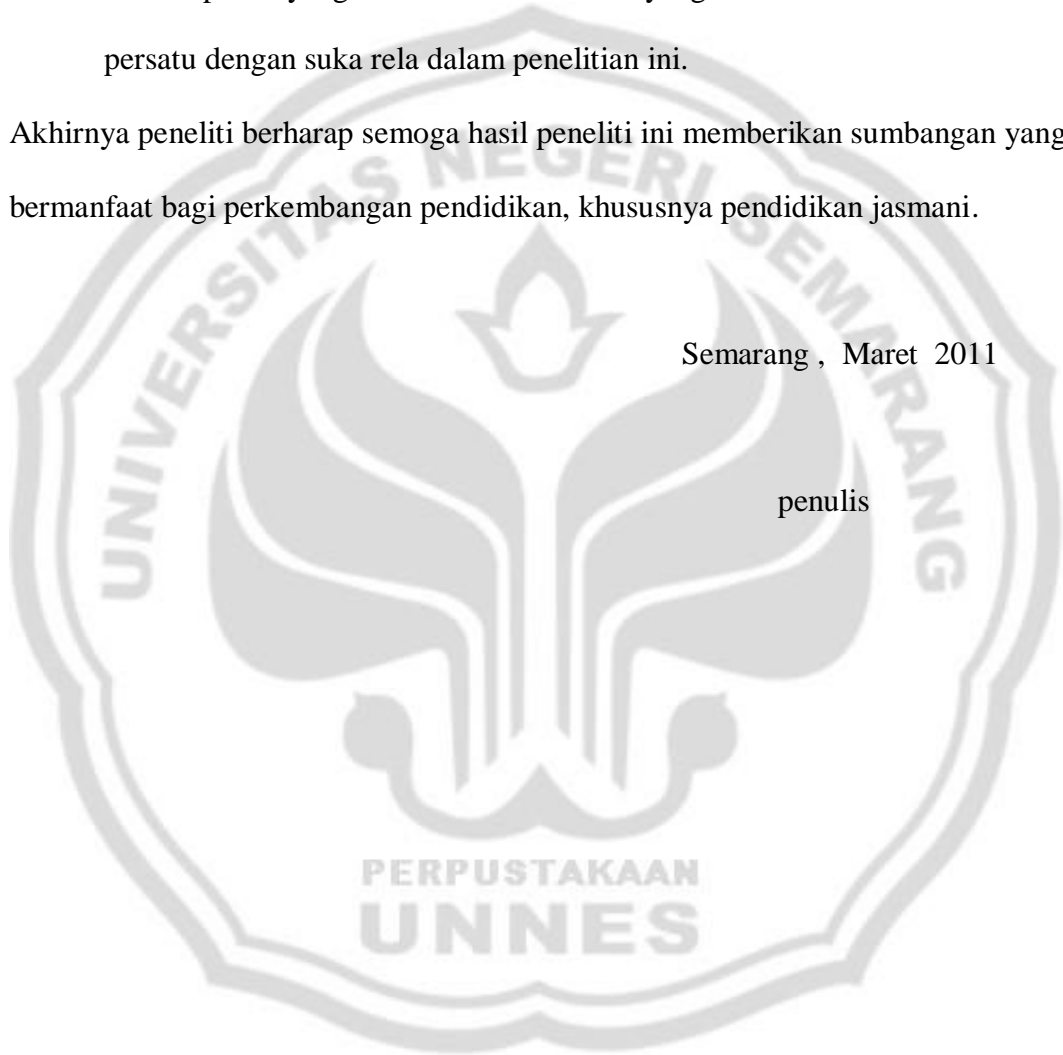 persatu dengan suka rela dalam penelitian ini.
Akhirnya peneliti berharap semoga hasil peneliti ini memberikan sumbangan yang
bermanfaat bagi perkembangan pendidikan, khususnya pendidikan jasmani.
Semarang , Maret 2011
penulis
UNIVERSITAS NEGERI SEMARANG
PERPUSTAKAAN
UNNES